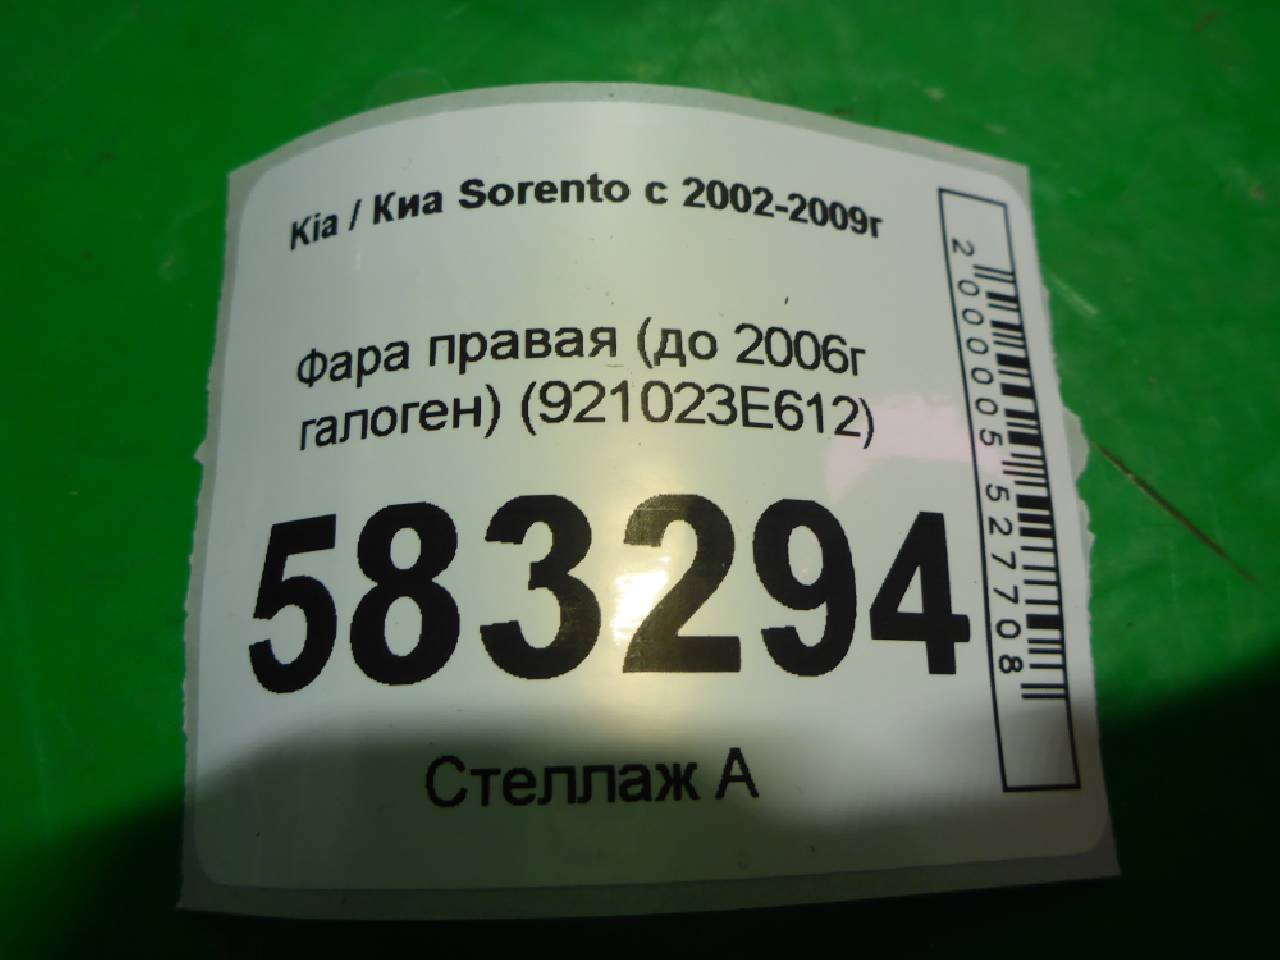 Kia / Киа Sorento с 2002-2009г
Фара правая (до 2006г
галоген) (921023E612)
583294
Стеллаж А
2000005527708